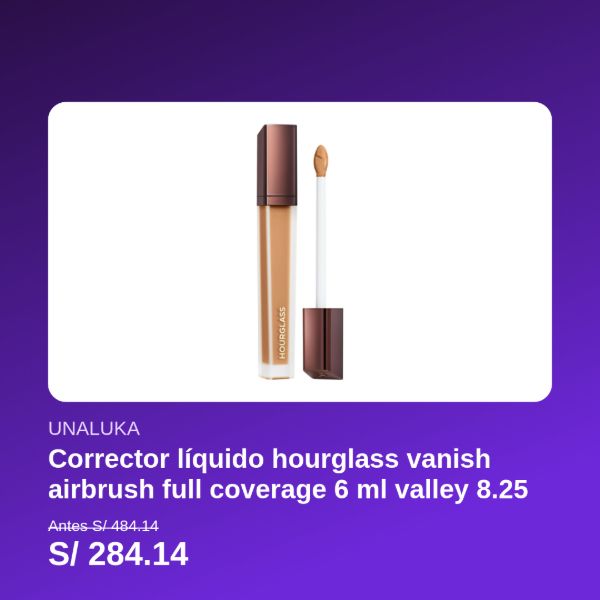 HOURGLASS
UNALUKA
Corrector líquido hourglass vanish
airbrush full coverage 6 ml valley 8.25
Antes S/ 484.14
S/ 284.14